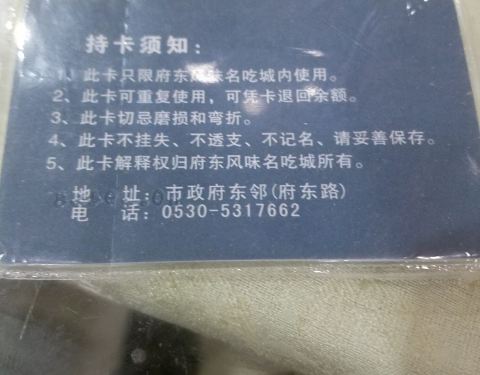 持卡须知：
1、此卡只限府东风味名吃城内使用。
2、此卡可重复使用，可凭卡退回余额。
3、此卡切忌磨损和弯折。
4、此卡不挂失、不透支、不记名、请妥善保存。
5、此卡解释权归府东风味名吃城所有。
地 址：市政府东邻(府东路)
电 话：0530-5317662